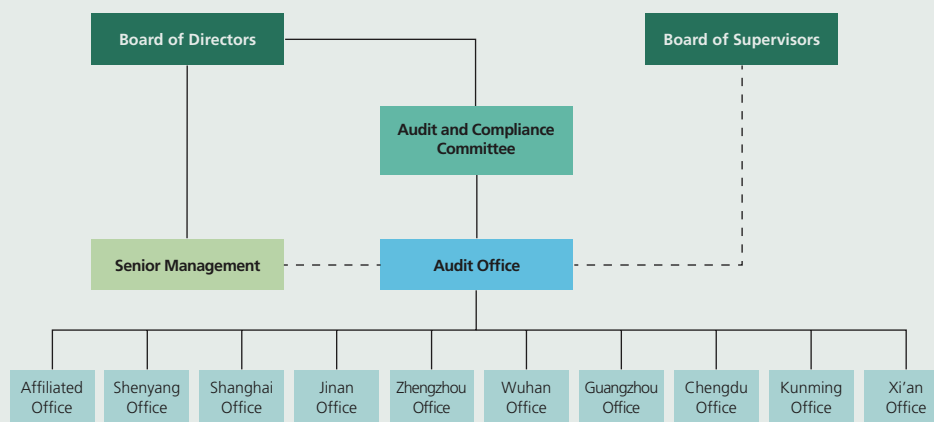 Board of Directors
Board of Supervisors
Audit and Compliance
Committee
Senior Management
Audit Office
Affiliated
Office
Shenyang
Office
Shanghai
Office
Jinan
Office
Zhengzhou
Office
Wuhan
Office
Guangzhou
Office
Chengdu
Office
Kunming
Office
Xi'an
Office